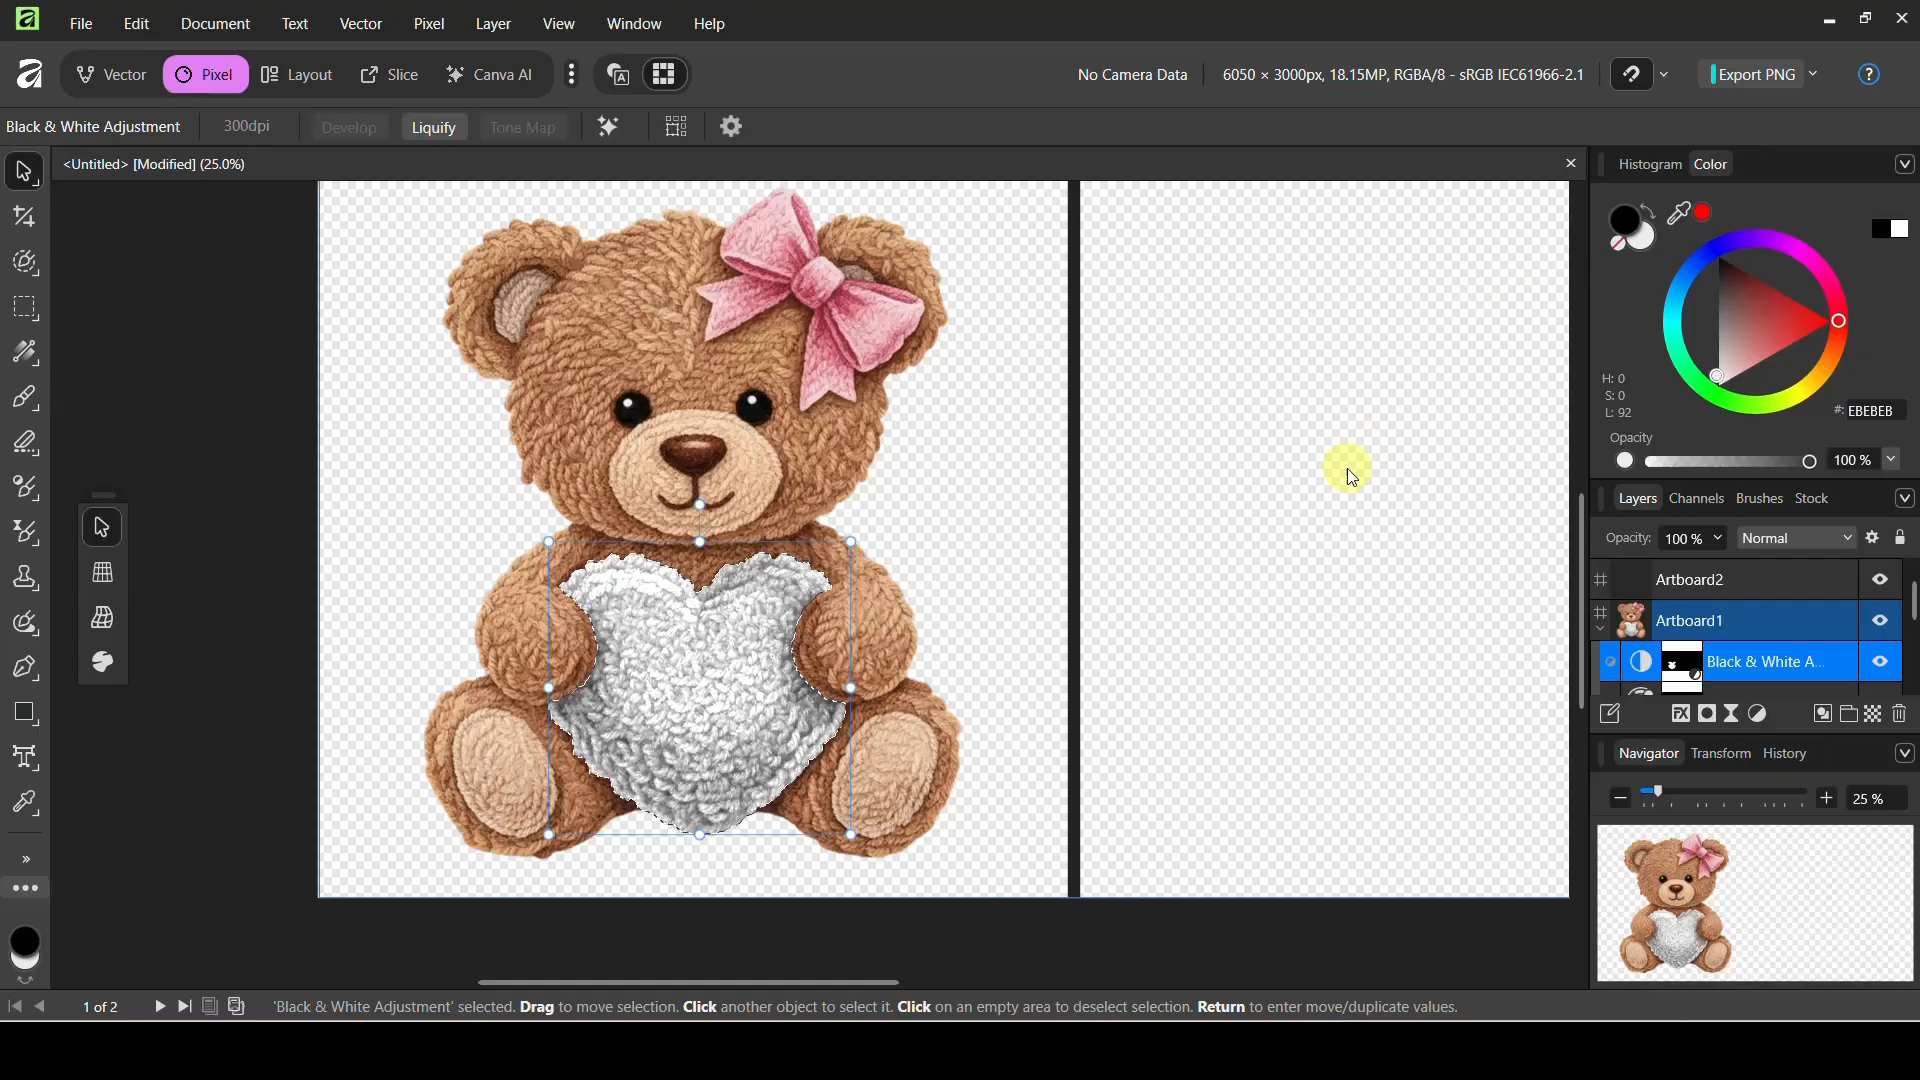 File Edit Document Text Vector Pixel Layer View Window Help
Vector Pixel Layout Slice Canva AI No Camera Data 6050 × 3000px, 18.15MP, RGBA/8 - sRGB IEC61966-2.1 Export PNG
Black & White Adjustment 300dpi Develop Liquify Tone Map
<Untitled> [Modified] (25.0%)
Histogram Color
H: 0
S: 0
L: 92
#: EBEBEB
Opacity
100 %
Layers Channels Brushes Stock
Opacity: 100 % Normal
Artboard2
Artboard1
Black & White A...
Navigator Transform History
25 %
1 of 2 'Black & White Adjustment' selected. Drag to move selection. Click another object to select it. Click on an empty area to deselect selection. Return to enter move/duplicate values.